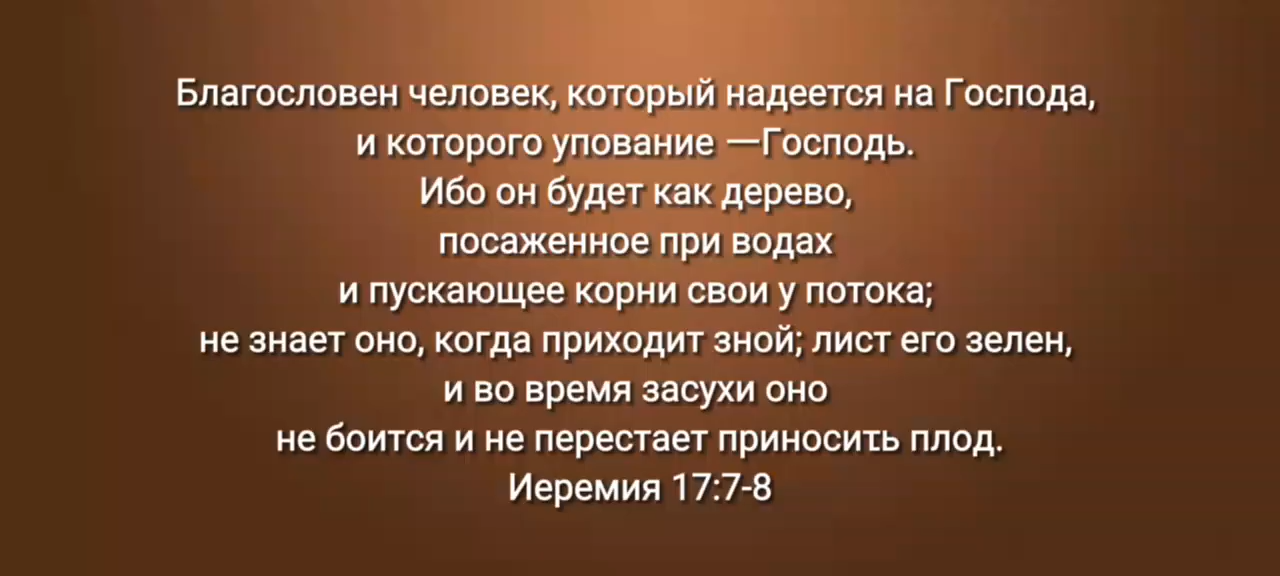 Благословен человек, который надеется на Господа,
и которого упование —Господь.
Ибо он будет как дерево,
посаженное при водах
и пускающее корни свои у потока;
не знает оно, когда приходит зной; лист его зелен,
и во время засухи оно
не боится и не перестает приносить плод.
Иеремия 17:7-8